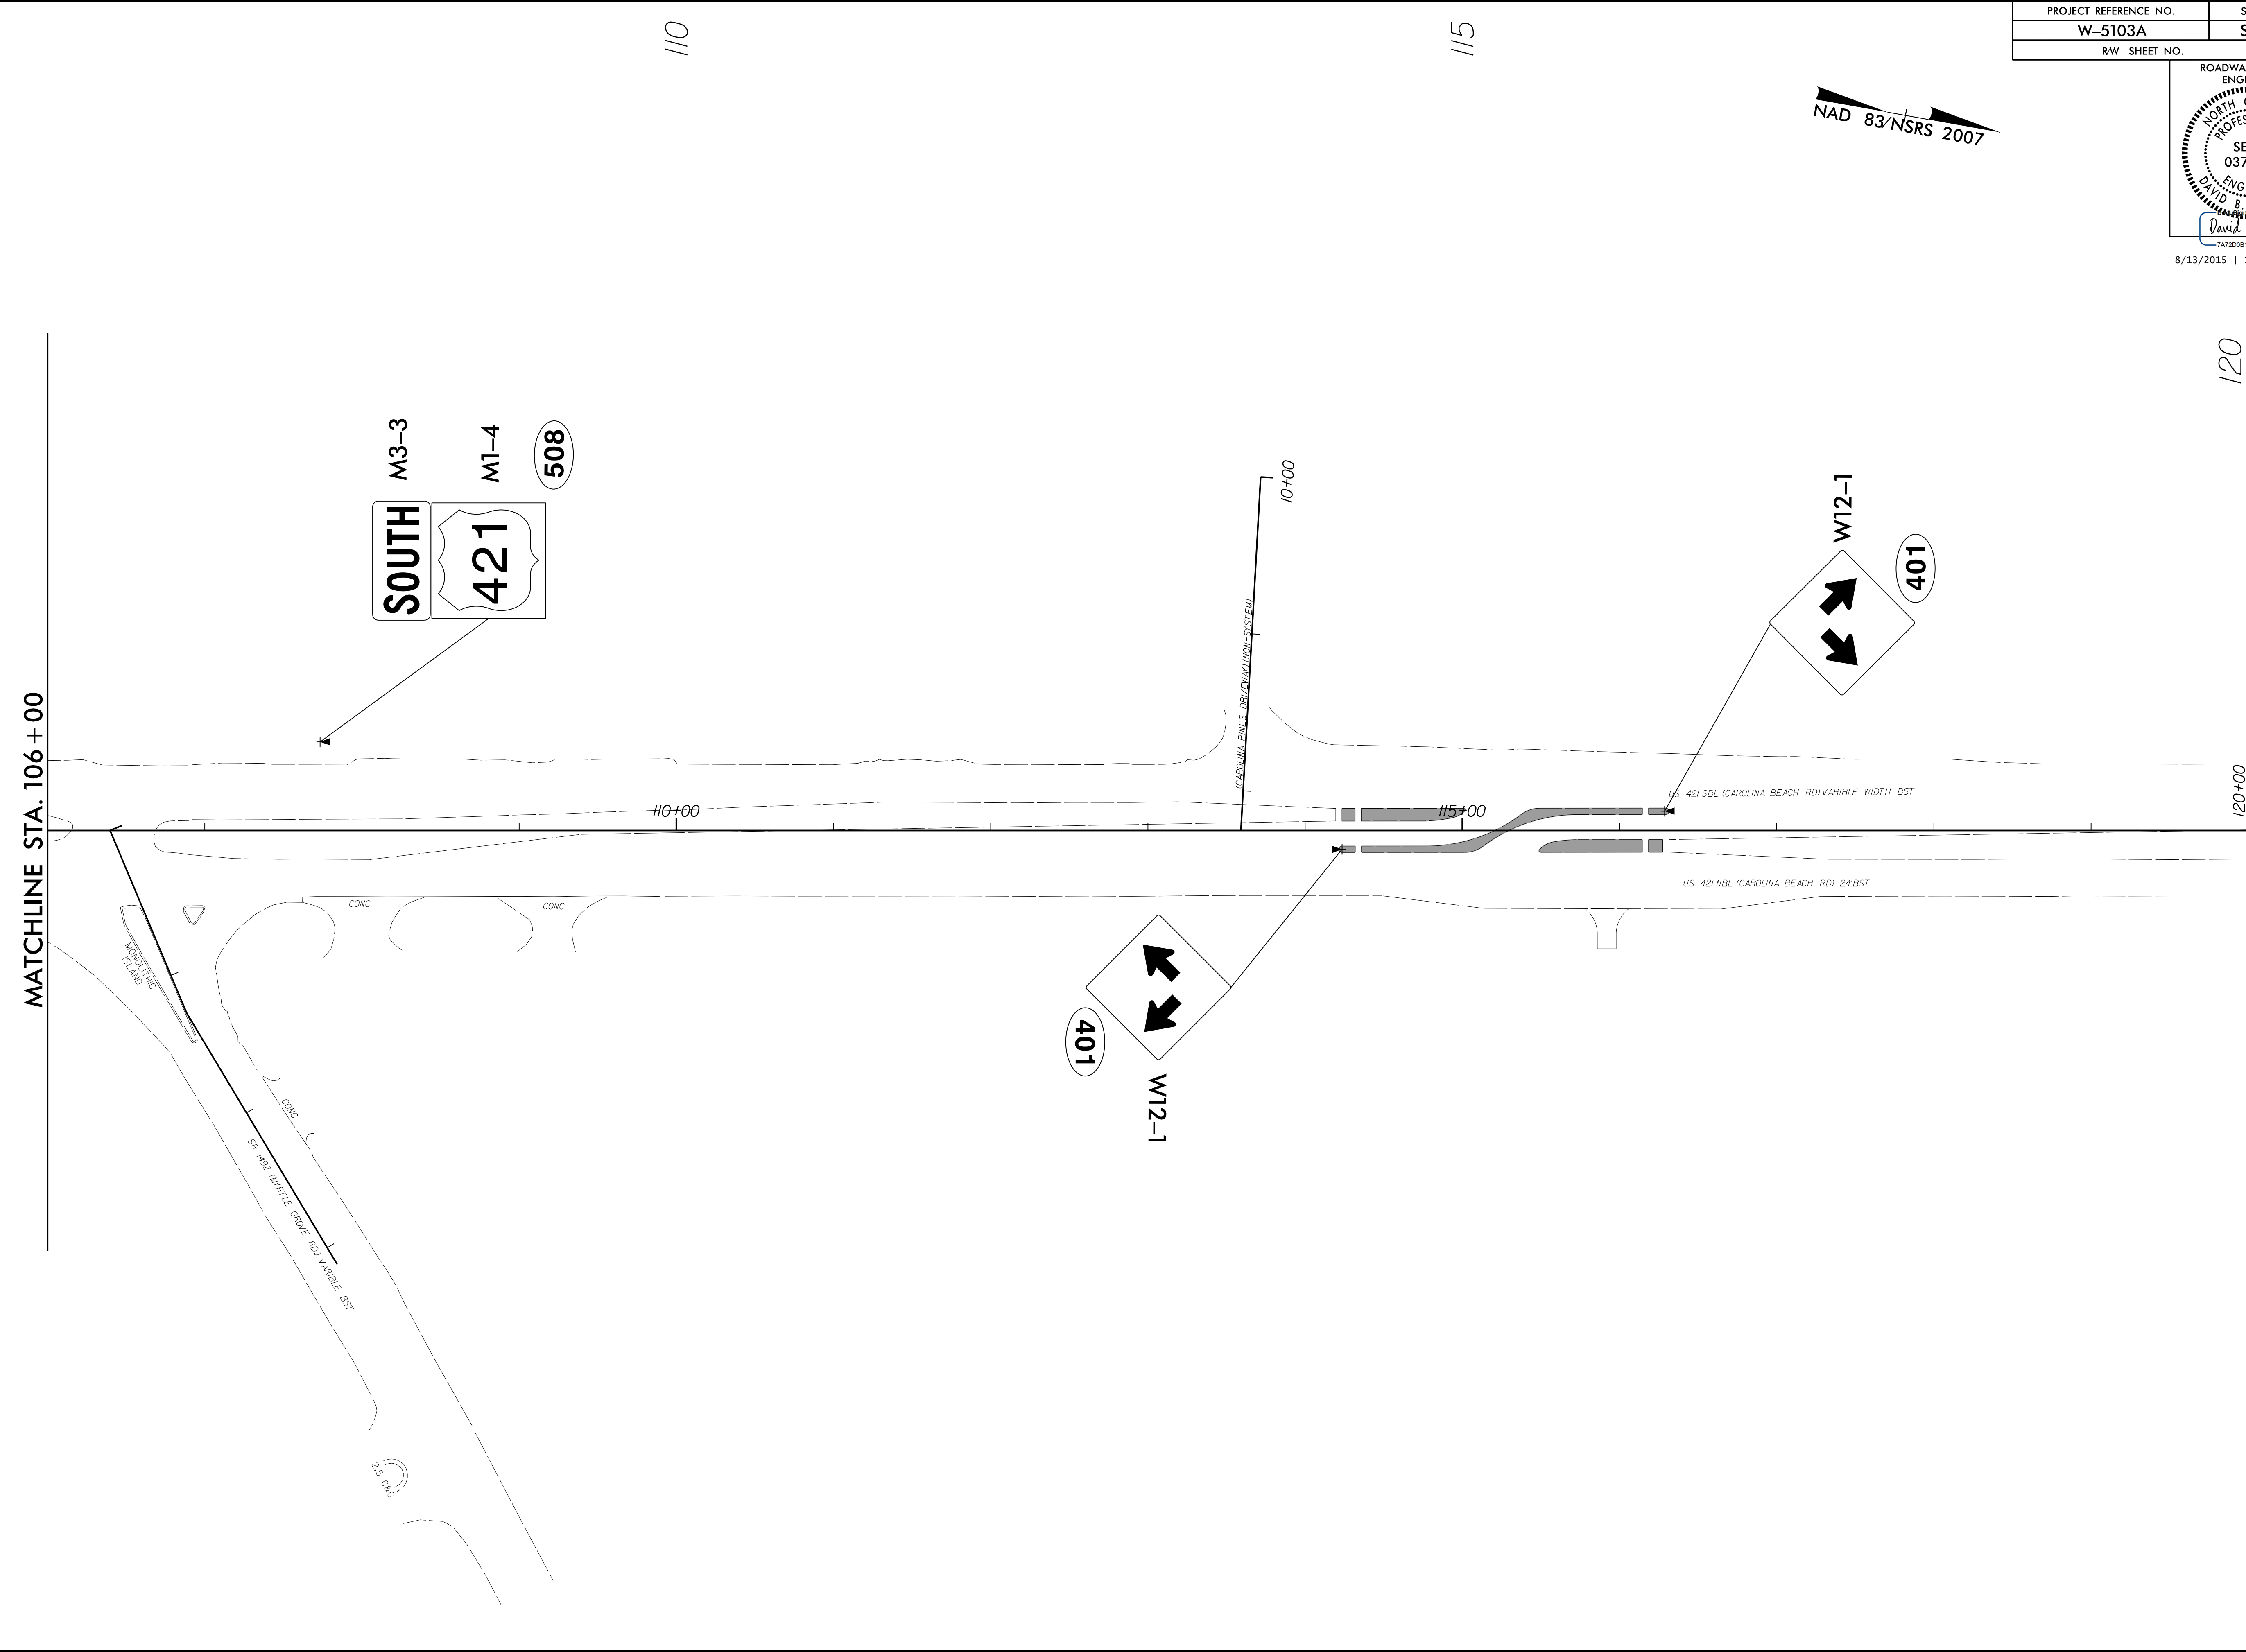 110
115
PROJECT REFERENCE NO.
W–5103A
R/W SHEET NO.
NAD 83/NSRS 2007
NORTH
DAVID B.
David
7A72D0B1
8/13/2015 |
120
M3–3
M1–4
508
SOUTH
421
10+00
W12–1
401
(CAROLINA PINES DRIVEWAY) (NON-SYSTEM)
MATCHLINE STA. 106+00
110+00
115+00
120+00
US 421 SBL (CAROLINA BEACH RD) VARIBLE WIDTH BST
US 421 NBL (CAROLINA BEACH RD) 24' BST
CONC
CONC
MONOLITHIC
ISLAND
401
W12–1
CONC
SR 1492 (MYRTLE GROVE RD.) VARIBLE BST
2.5 C&G